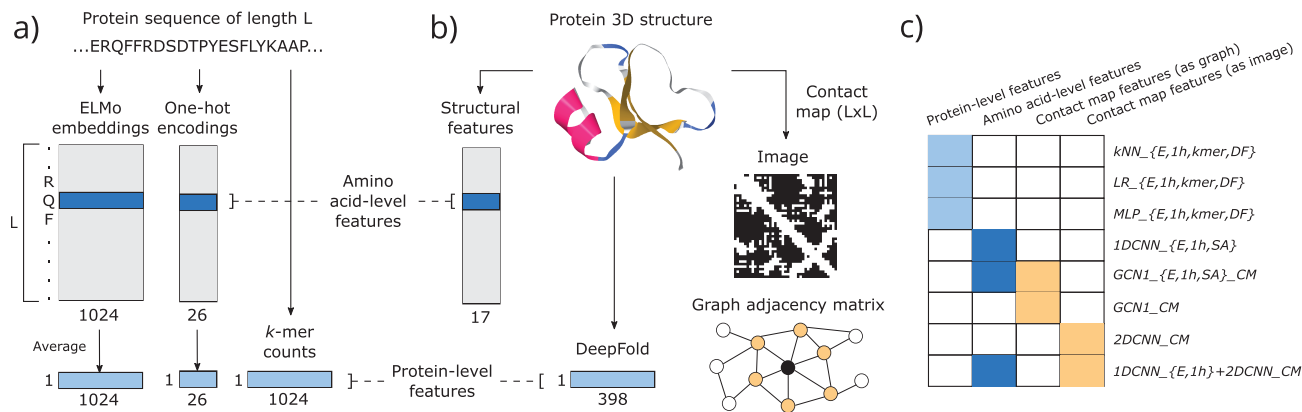 a)
Protein sequence of length L
...ERQFFRDSDTPYESFLYKAAP...
ELMo
embeddings
One-hot
encodings
L
.
.
.
R
Q
F
.
.
.
.
1024
26
Average
k-mer
counts
1
1024
1
26
1
1024
Amino
acid-level
features
Protein-level
features
b)
Protein 3D structure
Structural
features
17
DeepFold
1
398
Contact
map (LxL)
Image
Graph adjacency matrix
c)
Protein-level features
Amino acid-level features
Contact map features (as graph)
Contact map features (as image)
kNN_{E,1h,kmer,DF}
LR_{E,1h,kmer,DF}
MLP_{E,1h,kmer,DF}
1DCNN_{E,1h,SA}
GCN1_{E,1h,SA}_CM
GCN1_CM
2DCNN_CM
1DCNN_{E,1h}+2DCNN_CM